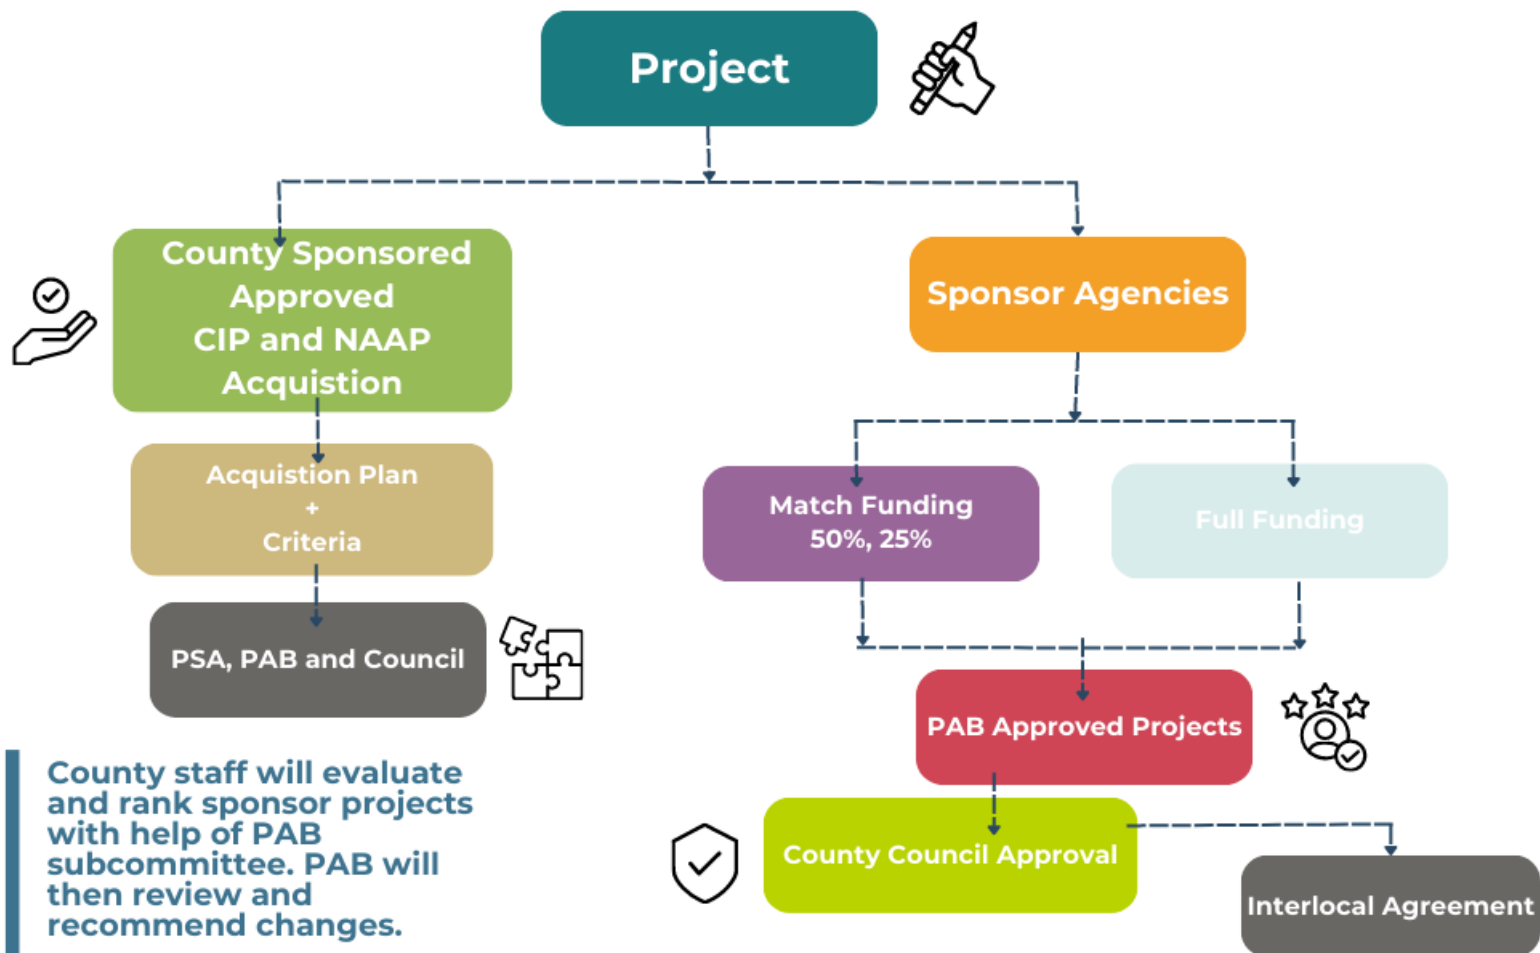 Project
County Sponsored
Approved
CIP and NAAP
Acquistion
Sponsor Agencies
Acquistion Plan
+
Criteria
Match Funding
50%, 25%
Full Funding
PSA, PAB and Council
PAB Approved Projects
County Council Approval
Interlocal Agreement
County staff will evaluate
and rank sponsor projects
with help of PAB
subcommittee. PAB will
then review and
recommend changes.